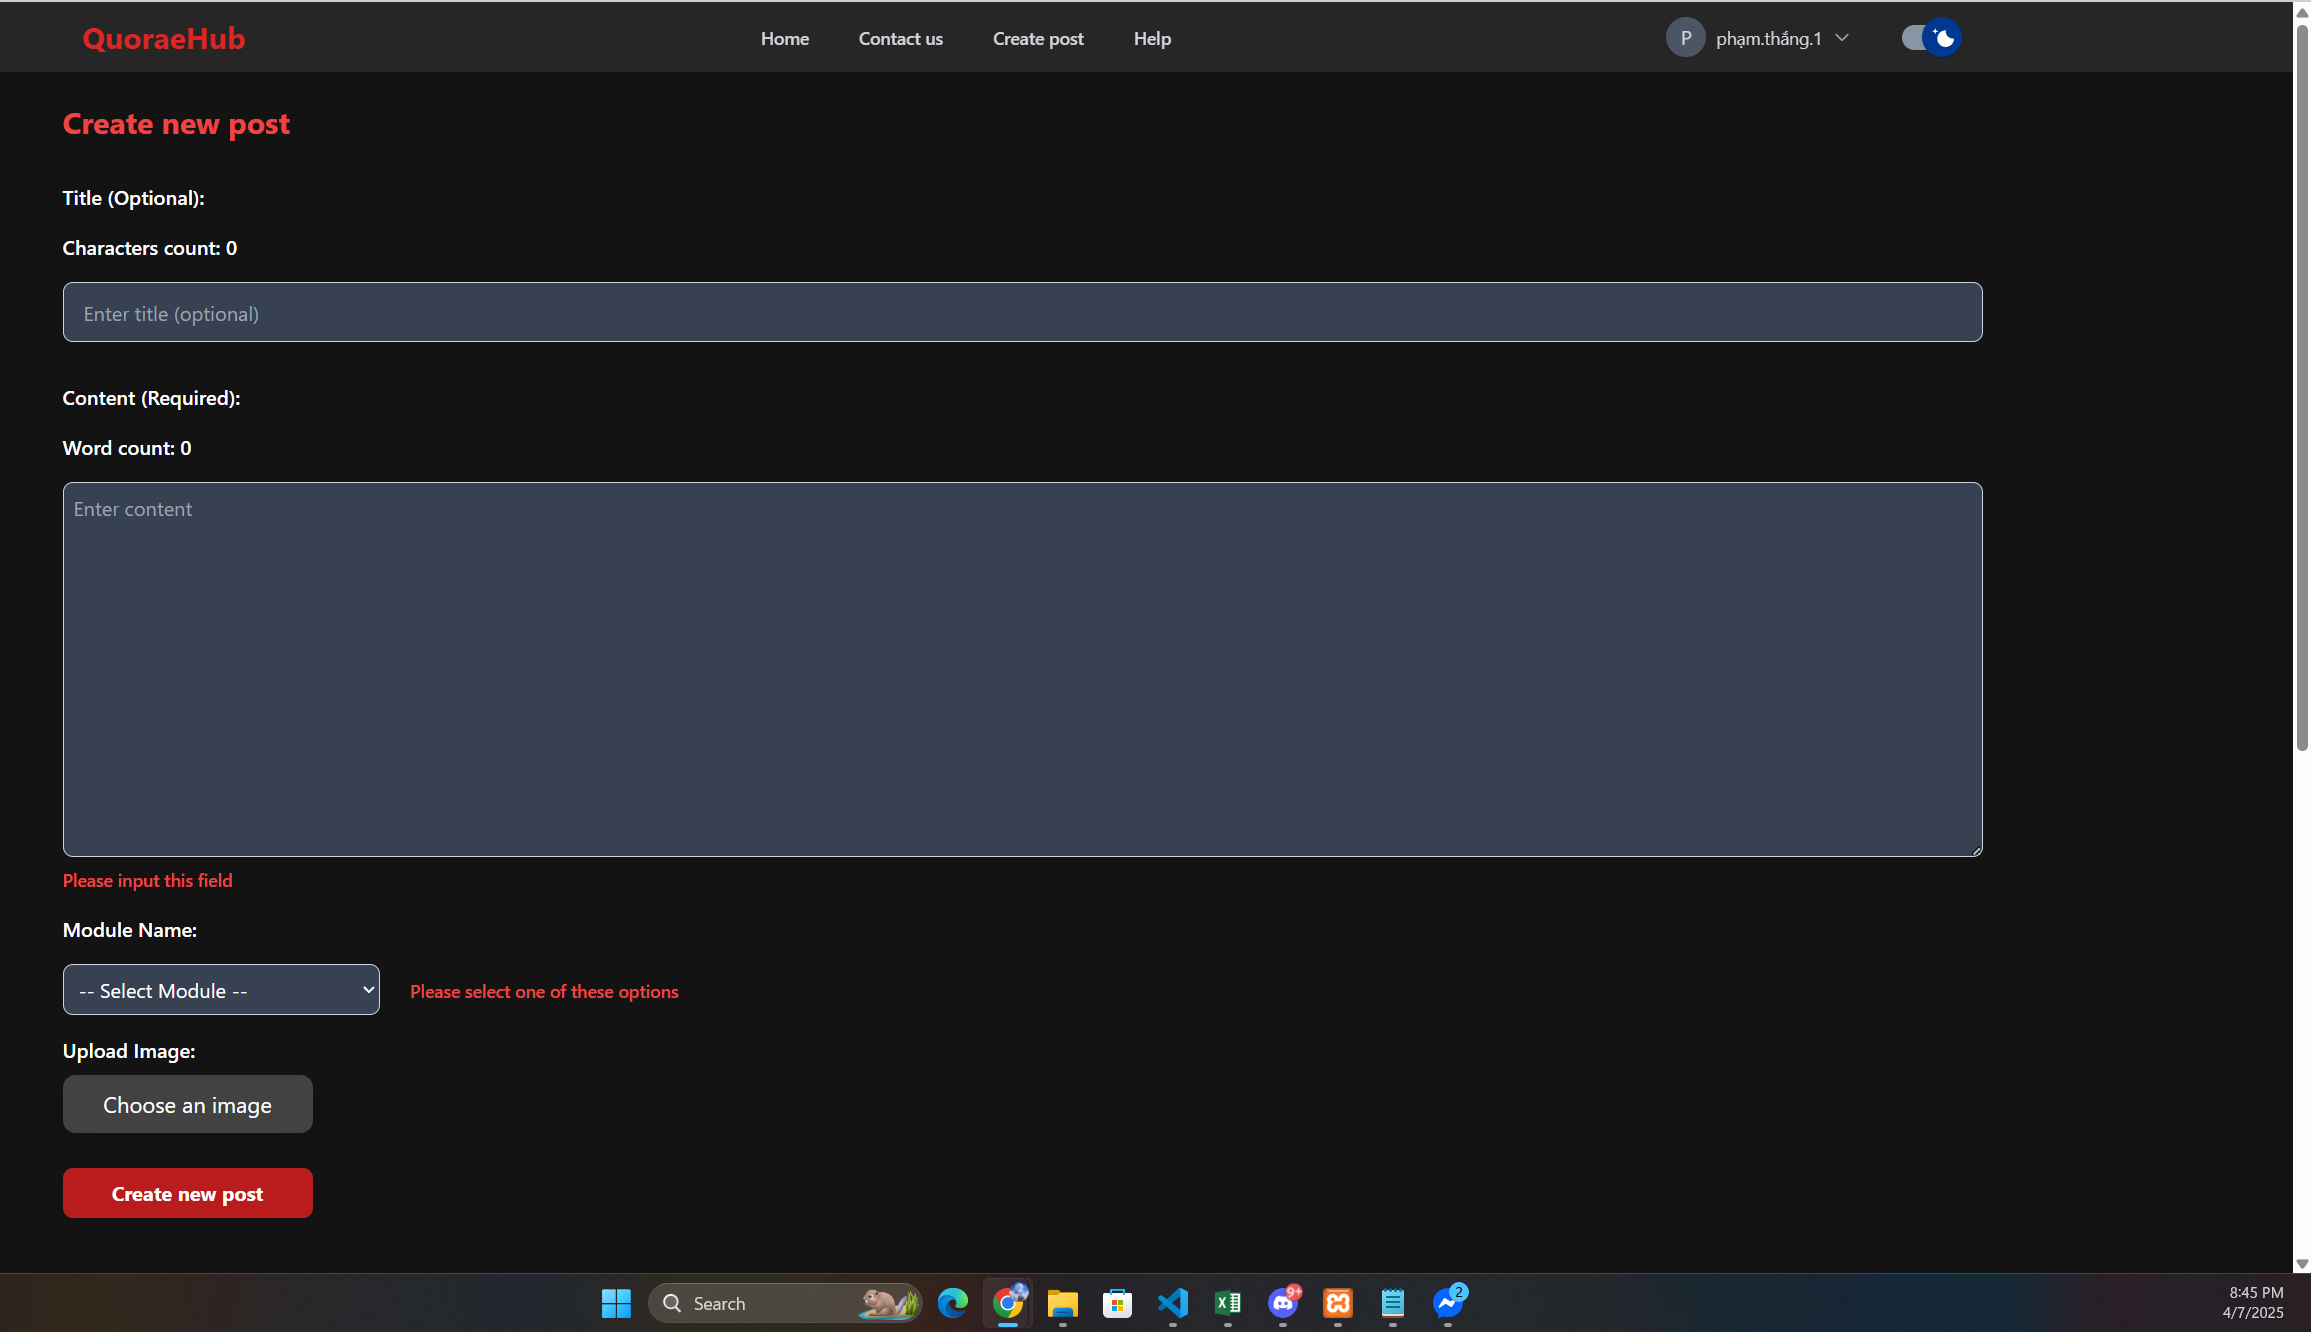 QuoraeHub
Home Contact us Create post Help
P phạm.thắng.1
Create new post
Title (Optional):
Characters count: 0
Enter title (optional)
Content (Required):
Word count: 0
Enter content
Please input this field
Module Name:
-- Select Module --
Please select one of these options
Upload Image:
Choose an image
Create new post
Search
9+
2
8:45 PM
4/7/2025